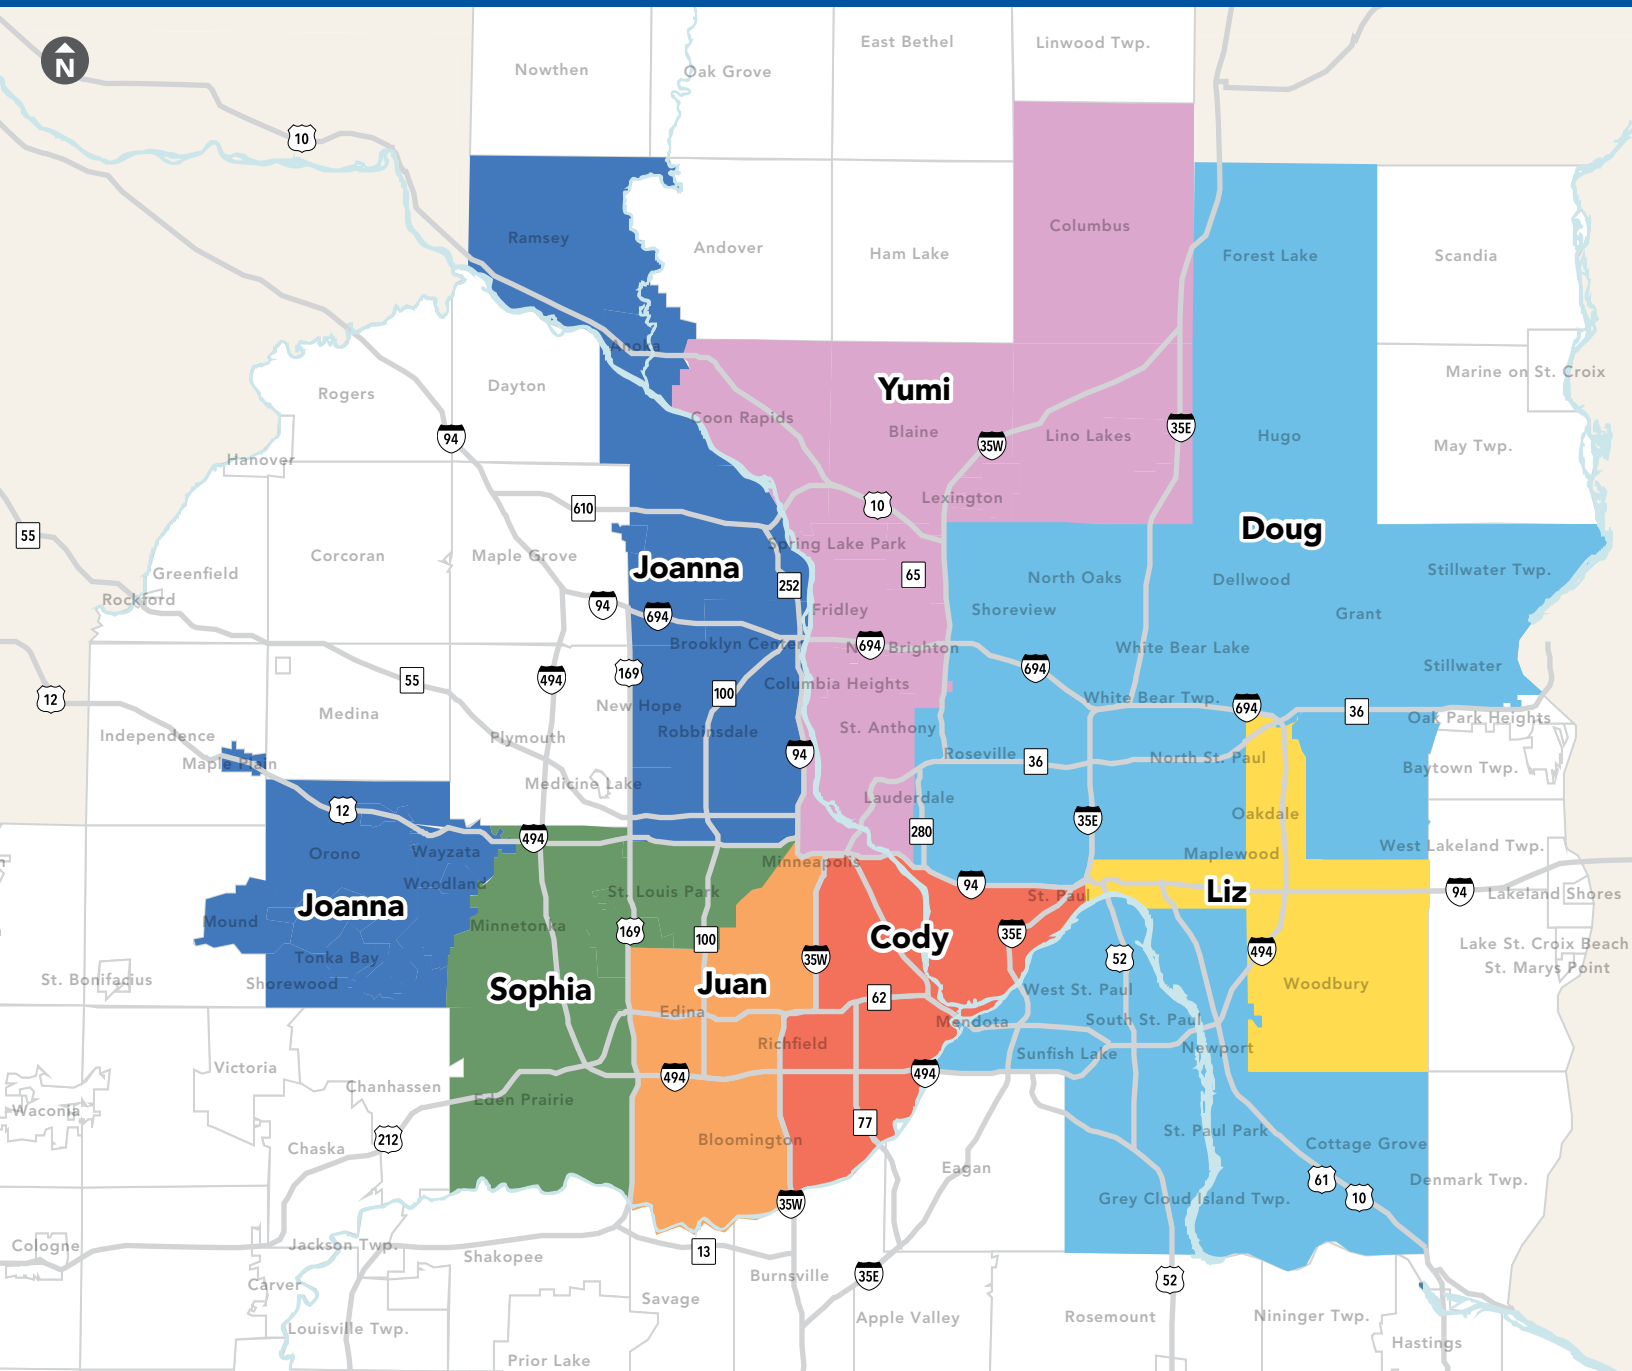 N
East Bethel
Linwood Twp.
Nowthen
Oak Grove
10
Ramsey
Andover
Ham Lake
Columbus
Forest Lake
Scandia
Anoka
Rogers
Dayton
Yumi
Marine on St. Croix
Coon Rapids
Blaine
Lino Lakes
35E
Hugo
94
35W
May Twp.
Hanover
Lexington
610
10
55
Doug
Corcoran
Maple Grove
Spring Lake Park
Joanna
Greenfield
252
65
North Oaks
Dellwood
Stillwater Twp.
Rockford
94
694
Fridley
Shoreview
Grant
Brooklyn Center
694
N
Brighton
White Bear Lake
694
Stillwater
55
494
169
100
Columbia Heights
12
White Bear Twp.
694
36
Medina
New Hope
Independence
Plymouth
Robbinsdale
St. Anthony
Oak Park Heights
Maple Plain
94
Roseville
36
North St. Paul
Baytown Twp.
Medicine Lake
Lauderdale
12
Oakdale
494
280
35E
Orono
Wayzata
Minneapolis
Maplewood
West Lakeland Twp.
Woodland
St. Louis Park
94
St. Paul
Liz
94
Lakeland Shores
Joanna
Mound
Minnetonka
169
100
Cody
35E
Tonka Bay
35W
52
494
Lake St. Croix Beach
St. Marys Point
St. Bonifacius
Shorewood
Sophia
Juan
62
West St. Paul
Woodbury
Edina
Mendota
South St. Paul
Richfield
Sunfish Lake
Newport
Victoria
494
494
Chanhassen
Waconia
Eden Prairie
77
212
Chaska
Bloomington
St. Paul Park
Cottage Grove
Eagan
61
Denmark Twp.
35W
Grey Cloud Island Twp.
10
Cologne
Jackson Twp.
Shakopee
13
Carver
Burnsville
35E
52
Savage
Louisville Twp.
Apple Valley
Rosemount
Nininger Twp.
Hastings
Prior Lake